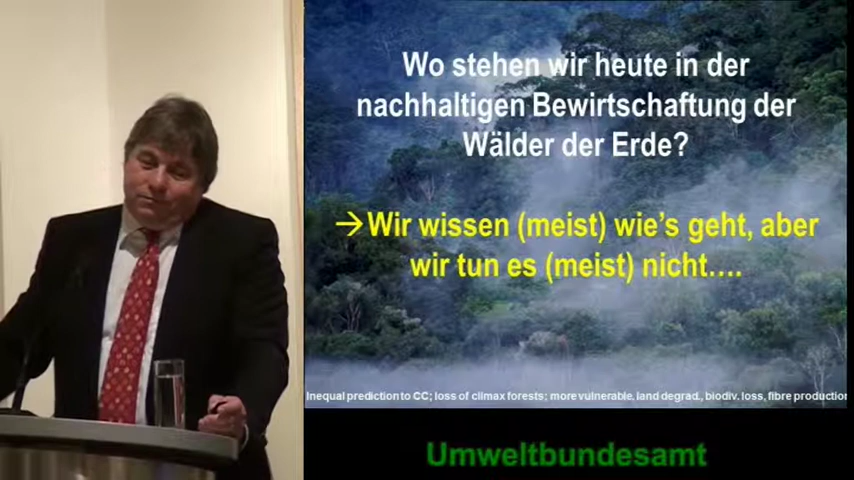 Wo stehen wir heute in der
nachhaltigen Bewirtschaftung der
Wälder der Erde?
→Wir wissen (meist) wie's geht, aber
wir tun es (meist) nicht….
Inequal prediction to CC; loss of climax forests; more vulnerable, land degrad., biodiv. loss, fibre production
Umweltbundesamt